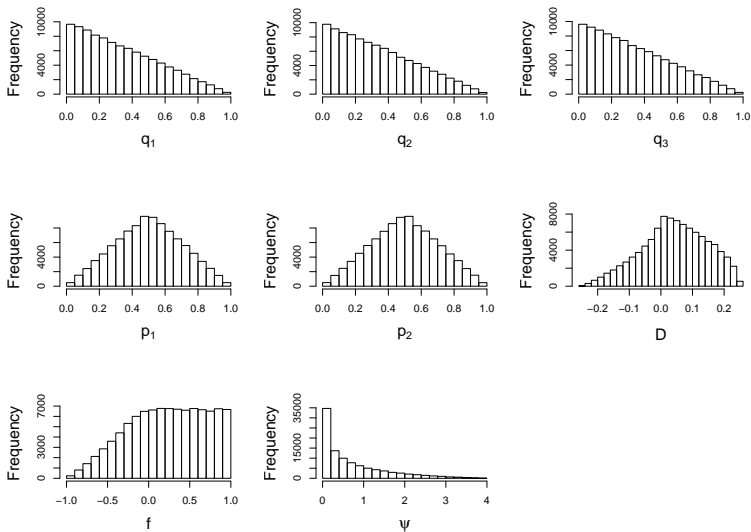 Frequency
0 4000 10000
0.0 0.2 0.4 0.6 0.8 1.0
q1
Frequency
0 4000 10000
0.0 0.2 0.4 0.6 0.8 1.0
q2
Frequency
0 4000 10000
0.0 0.2 0.4 0.6 0.8 1.0
q3
Frequency
0 4000
0.0 0.2 0.4 0.6 0.8 1.0
p1
Frequency
0 4000
0.0 0.2 0.4 0.6 0.8 1.0
p2
Frequency
0 4000 8000
−0.2 −0.1 0.0 0.1 0.2
D
Frequency
0 3000 7000
−1.0 −0.5 0.0 0.5 1.0
f
Frequency
0 15000 35000
0 1 2 3 4
ψ